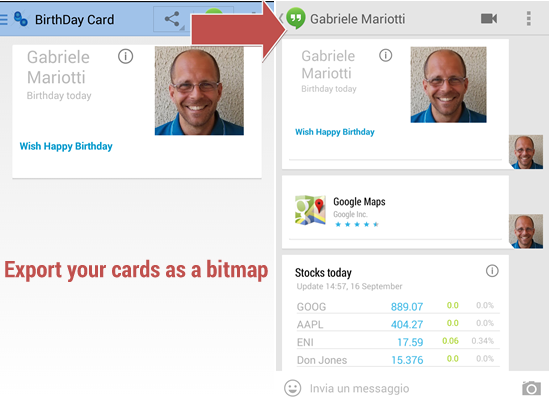 BirthDay Card
Gabriele
Mariotti
Birthday today
Wish Happy Birthday
Export your cards as a bitmap
Gabriele Mariotti
Gabriele
Mariotti
Birthday today
Wish Happy Birthday
Google Maps
Google Inc.
Stocks today
Update 14:57, 16 September
GOOG 889.07 0.0 0.0%
AAPL 404.27 0.0 0.0%
ENI 17.59 0.06 0.34%
Don Jones 15.376 0.0 0.0%
Invia un messaggio